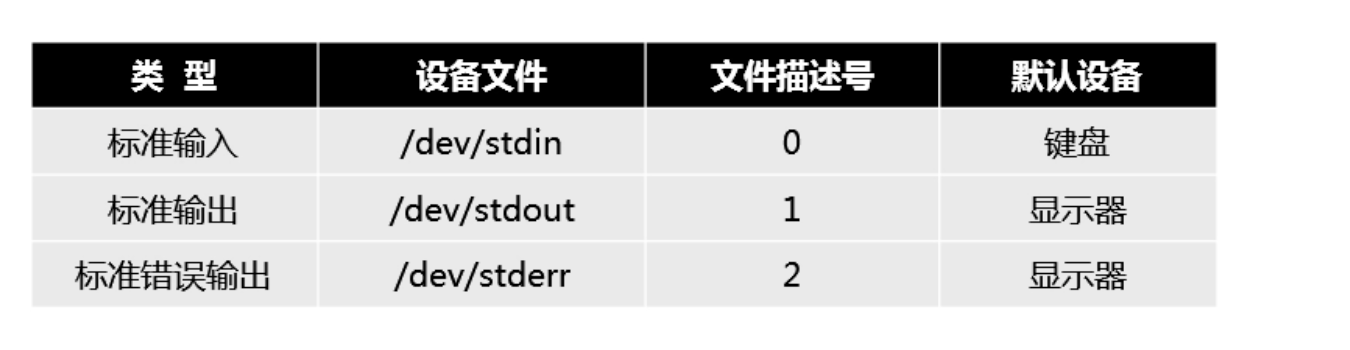 类 型 设备文件 文件描述号 默认设备
标准输入 /dev/stdin 0 键盘
标准输出 /dev/stdout 1 显示器
标准错误输出 /dev/stderr 2 显示器